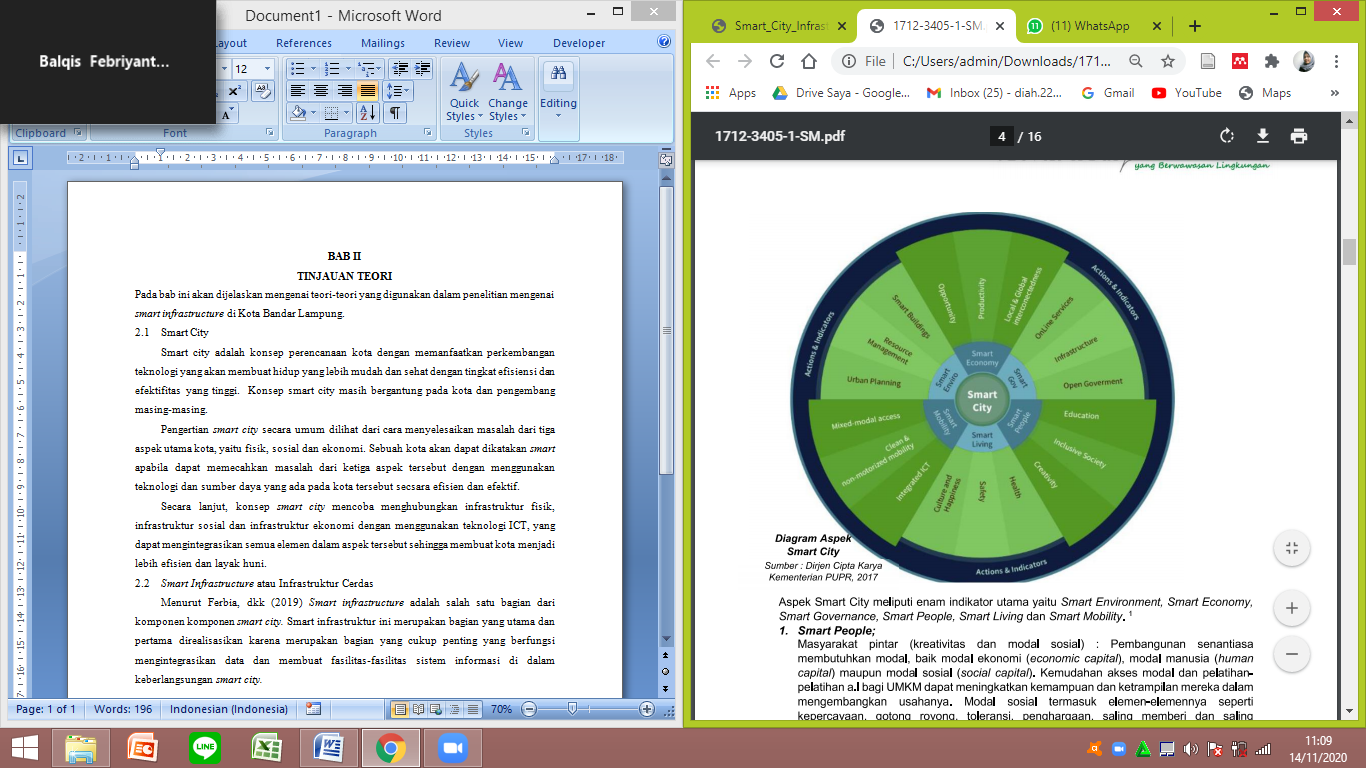 Balqis Febriyant...
Document1 - Microsoft Word
ayout References Mailings Review View Developer
12
Quick Styles
Change Styles
Editing
Clipboard Font Paragraph Styles
BAB II
TINJAUAN TEORI
Pada bab ini akan dijelaskan mengenai teori-teori yang digunakan dalam penelitian mengenai
smart infrastructure di Kota Bandar Lampung.
2.1 Smart City
Smart city adalah konsep perencanaan kota dengan memanfaatkan perkembangan
teknologi yang akan membuat hidup yang lebih mudah dan sehat dengan tingkat efisiensi dan
efektifitas yang tinggi. Konsep smart city masih bergantung pada kota dan pengembang
masing-masing.
Pengertian smart city secara umum dilihat dari cara menyelesaikan masalah dari tiga
aspek utama kota, yaitu fisik, sosial dan ekonomi. Sebuah kota akan dapat dikatakan smart
apabila dapat memecahkan masalah dari ketiga aspek tersebut dengan menggunakan
teknologi dan sumber daya yang ada pada kota tersebut secsara efisien dan efektif.
Secara lanjut, konsep smart city mencoba menghubungkan infrastruktur fisik,
infrastruktur sosial dan infrastruktur ekonomi dengan menggunakan teknologi ICT, yang
dapat mengintegrasikan semua elemen dalam aspek tersebut sehingga membuat kota menjadi
lebih efisien dan layak huni.
2.2 Smart Infrastructure atau Infrastruktur Cerdas
Menurut Ferbia, dkk (2019) Smart infrastructure adalah salah satu bagian dari
komponen komponen smart city. Smart infrastruktur ini merupakan bagian yang utama dan
pertama direalisasikan karena merupakan bagian yang cukup penting yang berfungsi
mengintegrasikan data dan membuat fasilitas-fasilitas sistem informasi di dalam
keberlangsungan smart city.
Page: 1 of 1 Words: 196 Indonesian (Indonesia) 70%
Smart_City_Infrast
1712-3405-1-SM.
(11) WhatsApp
File C:/Users/admin/Downloads/171...
Apps Drive Saya - Google... Inbox (25) - diah.22... Gmail YouTube Maps
1712-3405-1-SM.pdf 4 / 16
yang Berwawasan Lingkungan
Actions & Indicators
Actions & Indicators
Actions & Indicators
Opportunity
Productivity
Local & Global interconectedness
OnLine Services
Infrastructure
Open Goverment
Education
Inclusive Society
Creativity
Health
Safety
Culture and Happiness
Integrated ICT
Clean & non-motorized mobility
Mixed-modal access
Urban Planning
Resource Management
Smart Buildings
Smart Economy
Smart Gov
Smart People
Smart Living
Smart Mobility
Smart Enviro
Smart City
Diagram Aspek
Smart City
Sumber : Dirjen Cipta Karya
Kementerian PUPR, 2017
Aspek Smart City meliputi enam indikator utama yaitu Smart Environment, Smart Economy,
Smart Governance, Smart People, Smart Living dan Smart Mobility. 1
1. Smart People;
Masyarakat pintar (kreativitas dan modal sosial) : Pembangunan senantiasa
membutuhkan modal, baik modal ekonomi (economic capital), modal manusia (human
capital) maupun modal sosial (social capital). Kemudahan akses modal dan pelatihan-
pelatihan a.l bagi UMKM dapat meningkatkan kemampuan dan ketrampilan mereka dalam
mengembangkan usahanya. Modal sosial termasuk elemen-elemennya seperti
kepercayaan, gotong royong, toleransi, penghargaan, saling memberi dan saling
11:09
14/11/2020